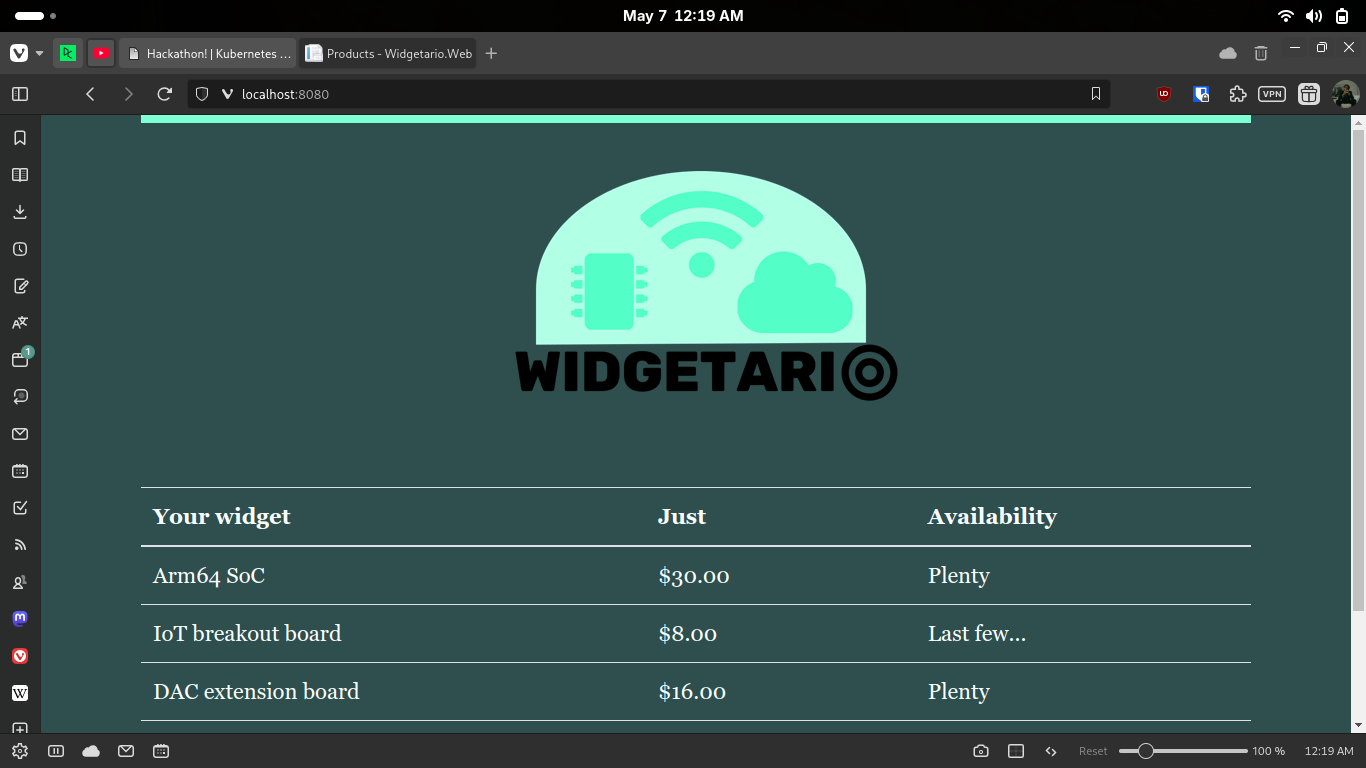 May 7 12:19 AM
Hackathon! | Kubernetes ...
Products - Widgetario.Web
localhost:8080
VPN
1
WIDGETARIO
Your widget Just Availability
Arm64 SoC $30.00 Plenty
IoT breakout board $8.00 Last few...
DAC extension board $16.00 Plenty
Reset 100 % 12:19 AM